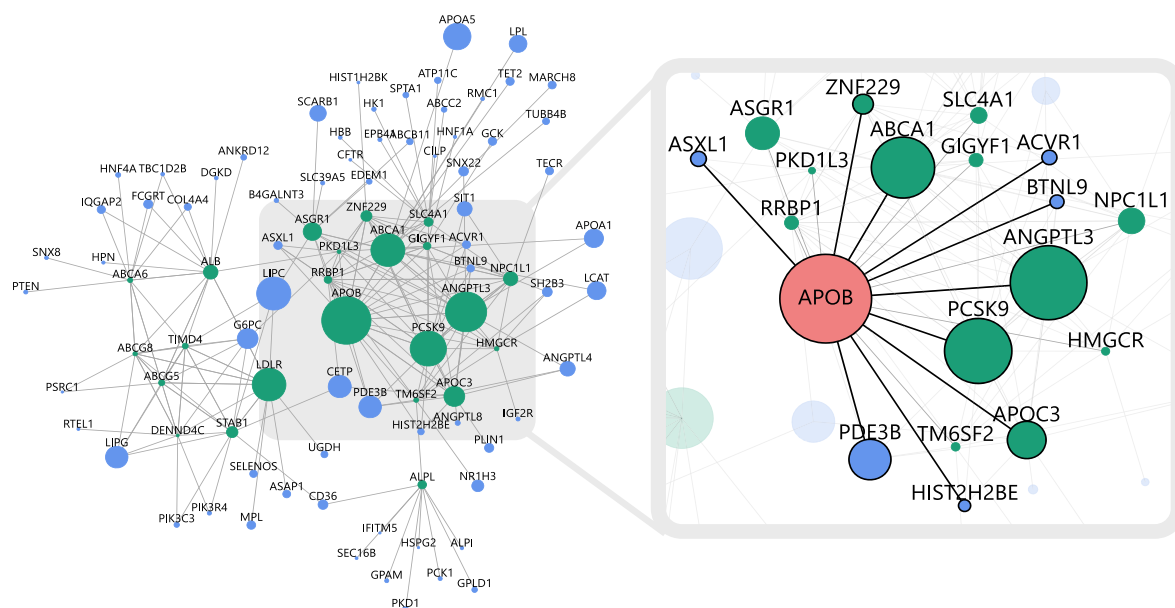 APOA5
LPL
HIST1H2BK
ATP11C
TET2
MARCH8
SPTA1
RMC1
SCARB1
HK1
ABCC2
TUBB4B
HBB
EPB41
ABCB11
HNF1A
GCK
ANKRD12
CFTR
CILP
SNX22
TECR
HNF4A
TBC1D2B
DGKD
SLC39A5
EDEM1
FCGRT
IQGAP2
COL4A4
B4GALNT3
SIT1
ZNF229
SLC4A1
ASGR1
ABCA1
APOA1
ASXL1
PKD1L3
GIGYF1
ACVR1
SNX8
HPN
ALB
BTNL9
PTEN
ABCA6
LIPC
RRBP1
NPC1L1
LCAT
APOB
ANGPTL3
SH2B3
G6PC
PCSK9
TIMD4
HMGCR
ABCG8
LDLR
ANGPTL4
CETP
ABCG5
PDE3B
APOC3
PSRC1
TM6SF2
ANGPTL8
IGF2R
RTEL1
DENND4C
STAB1
HIST2H2BE
LIPG
UGDH
PLIN1
SELENOS
ASAP1
ALPL
NR1H3
PIK3C3
PIK3R4
MPL
CD36
IFITM5
SEC16B
HSPG2
ALPI
GPAM
PCK1
GPLD1
PKD1
ZNF229
ASGR1
SLC4A1
ABCA1
ASXL1
PKD1L3
GIGYF1
ACVR1
BTNL9
RRBP1
NPC1L1
ANGPTL3
APOB
PCSK9
HMGCR
APOC3
PDE3B
TM6SF2
HIST2H2BE